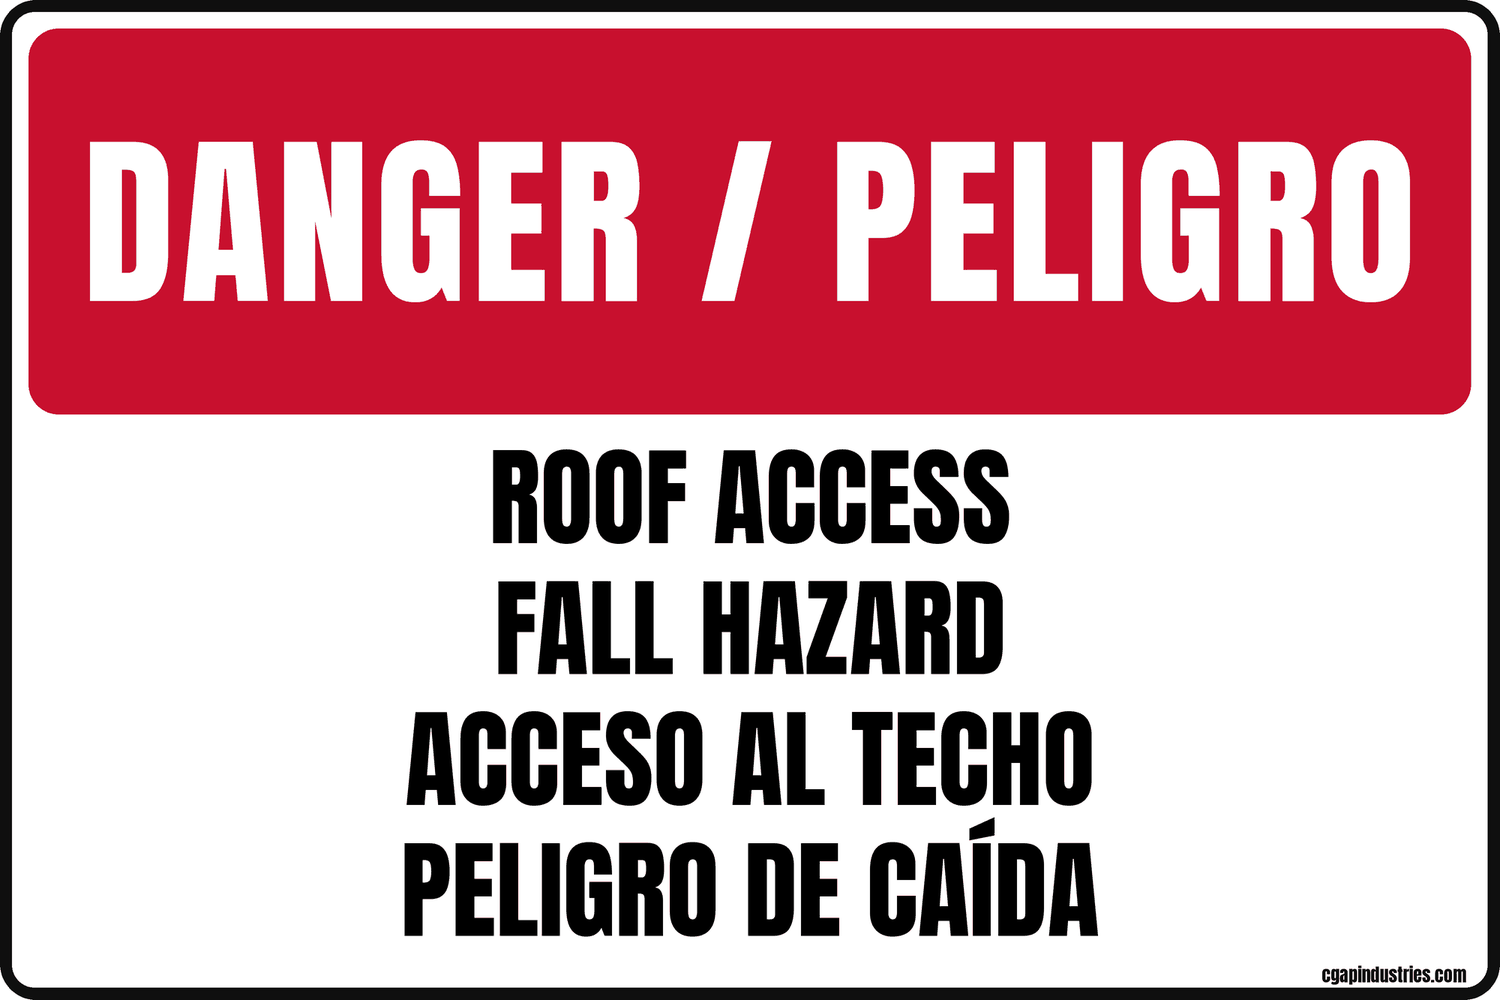 DANGER / PELIGRO
ROOF ACCESS
FALL HAZARD
ACCESO AL TECHO
PELIGRO DE CAÍDA
cgapindustries.com